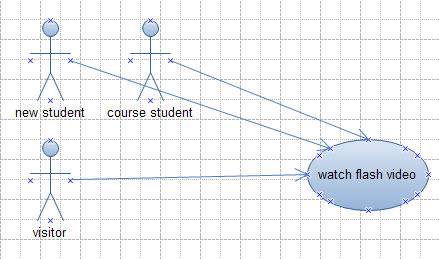 new student
course student
watch flash video
visitor